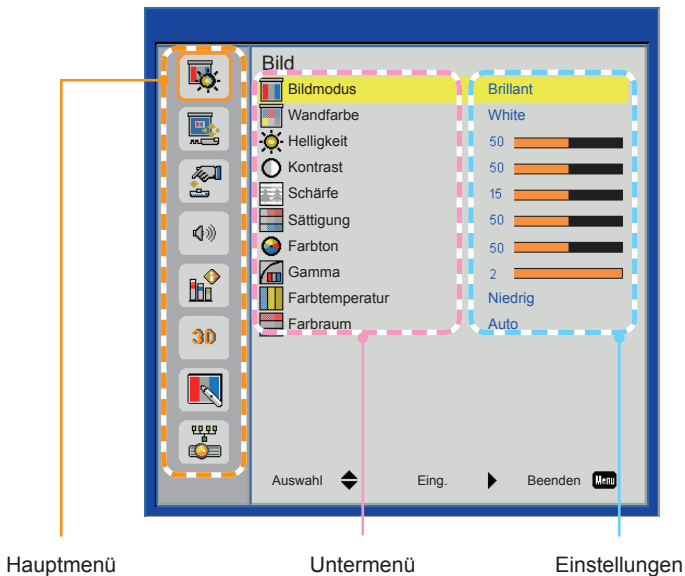 Bild
Bildmodus Brillant
Wandfarbe White
Helligkeit 50
Kontrast 50
Schärfe 15
Sättigung 50
Farbton 50
Gamma 2
Farbtemperatur Niedrig
Farbraum Auto
3D
Auswahl Eing. Beenden Menu
Hauptmenü Untermenü Einstellungen